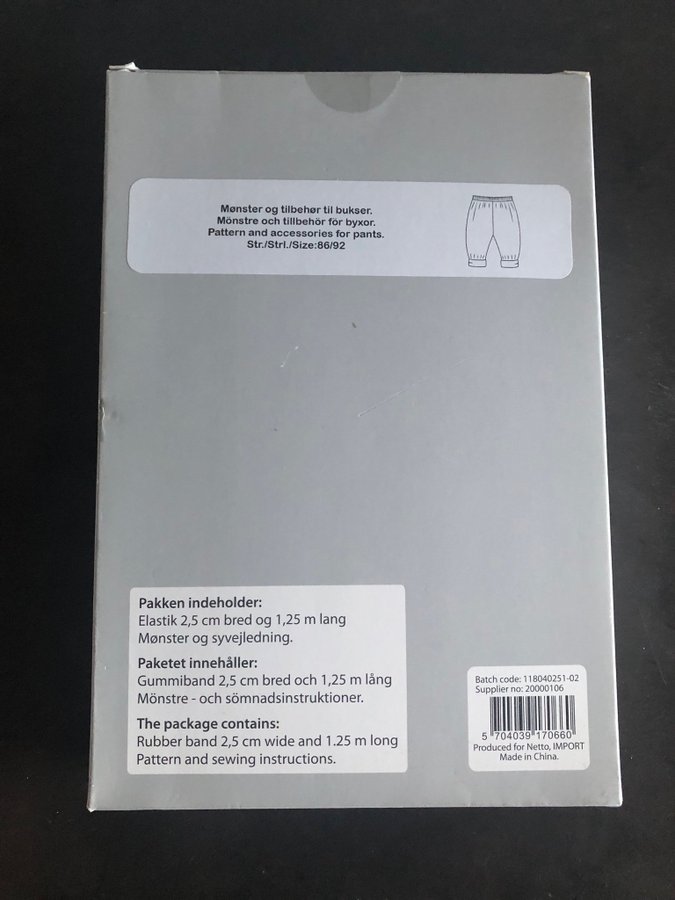 Mønster og tilbehør til bukser.
Mönstre och tillbehör för byxor.
Pattern and accessories for pants.
Str./Strl./Size:86/92
Pakken indeholder:
Elastik 2,5 cm bred og 1,25 m lang
Mønster og syvejledning.
Paketet innehåller:
Gummiband 2,5 cm bred och 1,25 m lång
Mönstre - och sömnadsinstruktioner.
The package contains:
Rubber band 2,5 cm wide and 1.25 m long
Pattern and sewing instructions.
Batch code: 118040251-02
Supplier no: 20000106
5 704039 170660
Produced for Netto, IMPORT
Made in China.